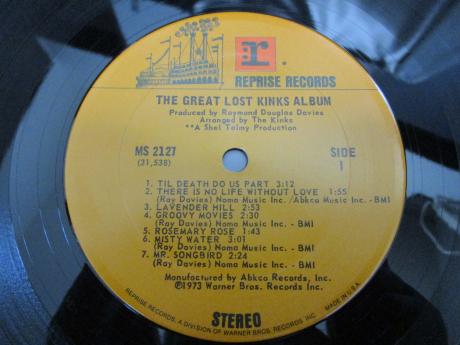 r
REPRISE RECORDS
THE GREAT LOST KINKS ALBUM
Produced by Raymond Douglas Davies
Arranged by The Kinks
**A Shel Talmy Production
MS 2127
(31,538)
SIDE
1
1. TIL DEATH DO US PART 3:12
2. THERE IS NO LIFE WITHOUT LOVE 1:55
(Ray Davies) Noma Music Inc./Abkco Music Inc. - BMI
3. LAVENDER HILL 2:53
4. GROOVY MOVIES 2:30
(Ray Davies) Noma Music Inc. - BMI
5. ROSEMARY ROSE 1:43
6. MISTY WATER 3:01
(Ray Davies) Noma Music Inc. - BMI
7. MR. SONGBIRD 2:24
(Ray Davies) Noma Music Inc. - BMI
Manufactured by Abkco Records, Inc.
©1973 Warner Bros. Records Inc.
STEREO
REPRISE RECORDS, A DIVISION OF WARNER BROS. RECORDS INC. MADE IN U.S.A.